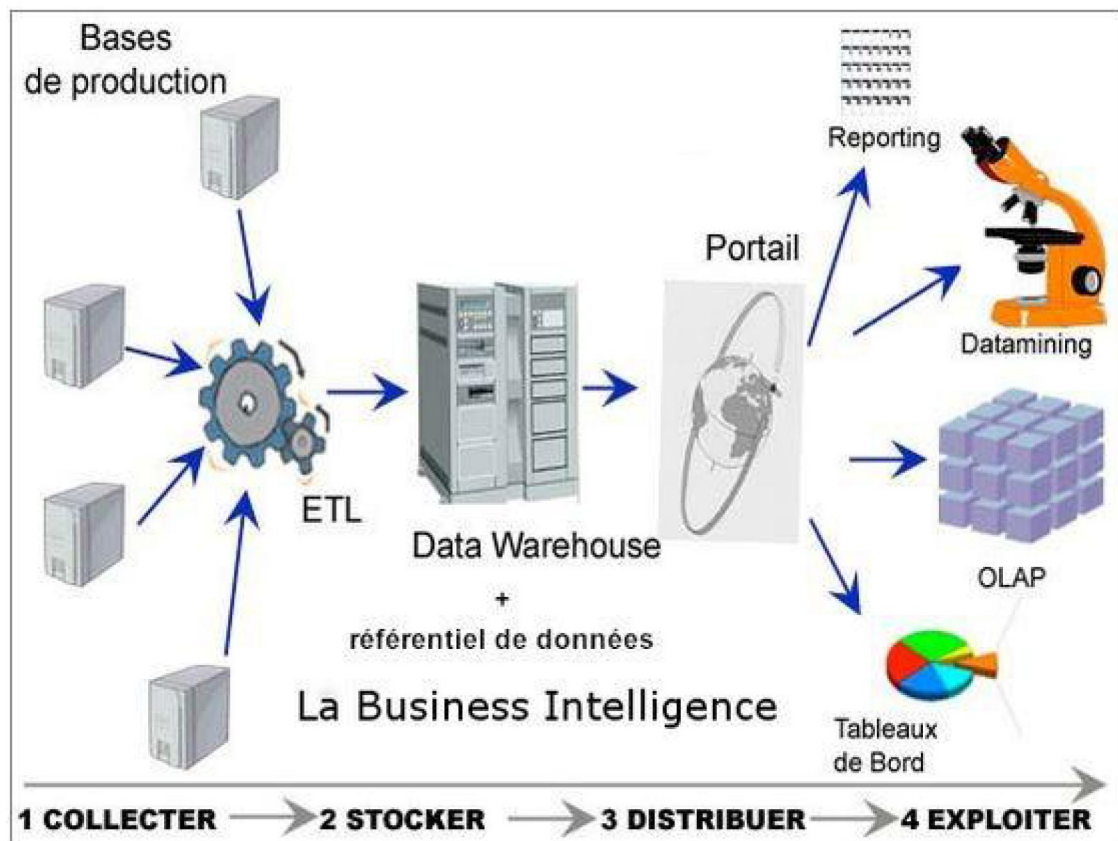 Bases
de production
Reporting
Portail
Datamining
ETL
Data Warehouse
+
référentiel de données
OLAP
La Business Intelligence
Tableaux
de Bord
1 COLLECTER
2 STOCKER
3 DISTRIBUER
4 EXPLOITER